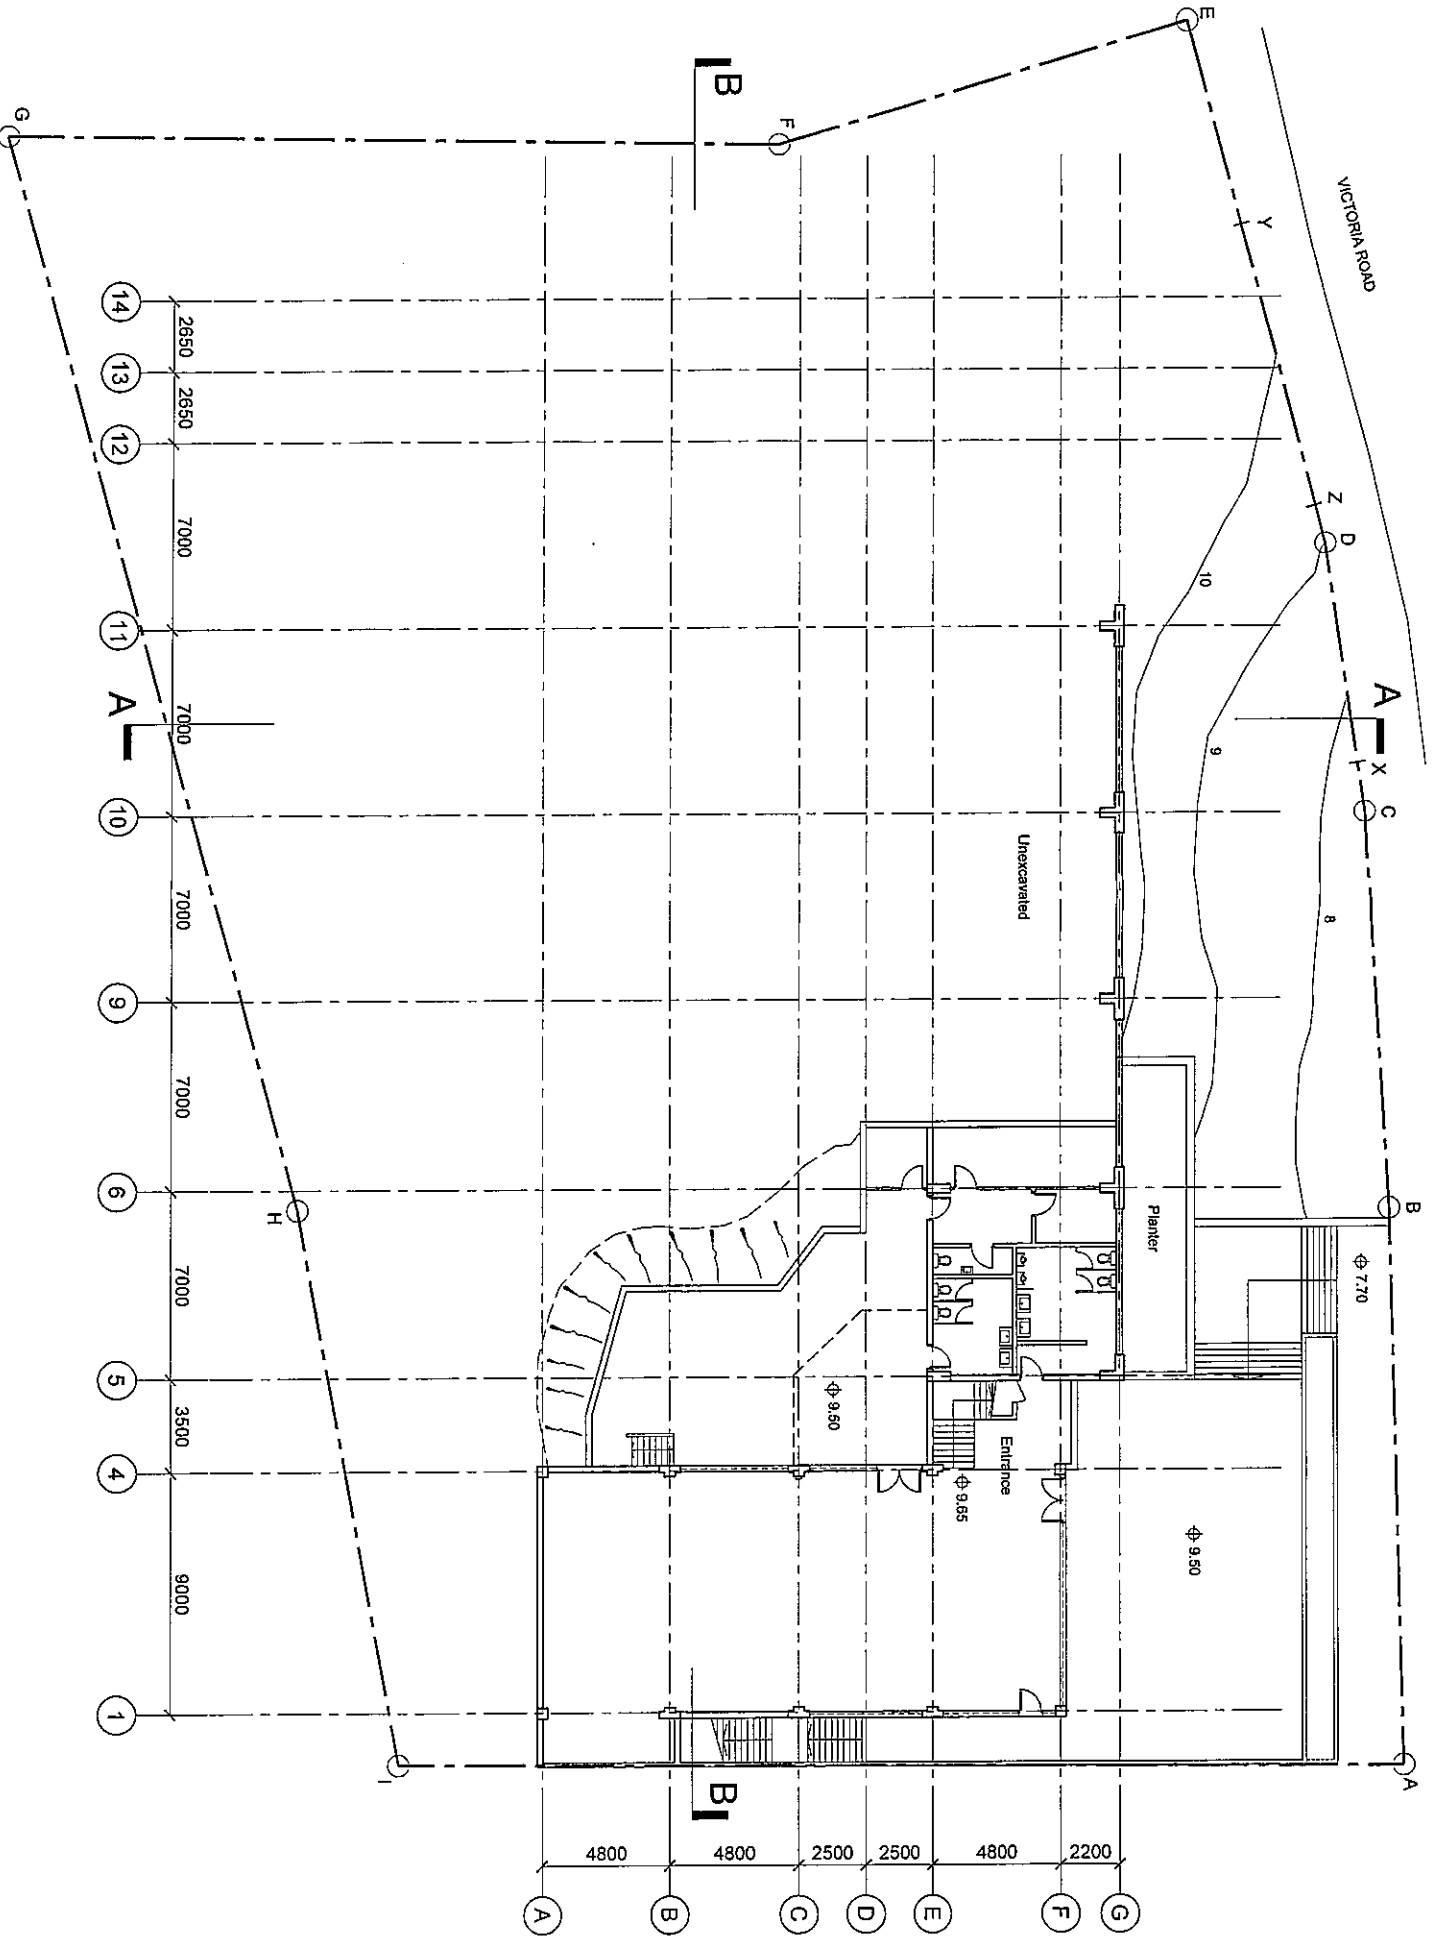 E
VICTORIA ROAD
B
F
G
Y
14
2650
13
2650
12
7000
Z
D
10
11
A
7000
A
X
9
C
10
Unexcavated
8
7000
9
7000
B
6
H
Planter
7.70
7000
5
9.50
3500
Entrance
4
9.65
9.50
9000
1
I
B
A
4800
4800
2500
2500
4800
2200
A
B
C
D
E
F
G